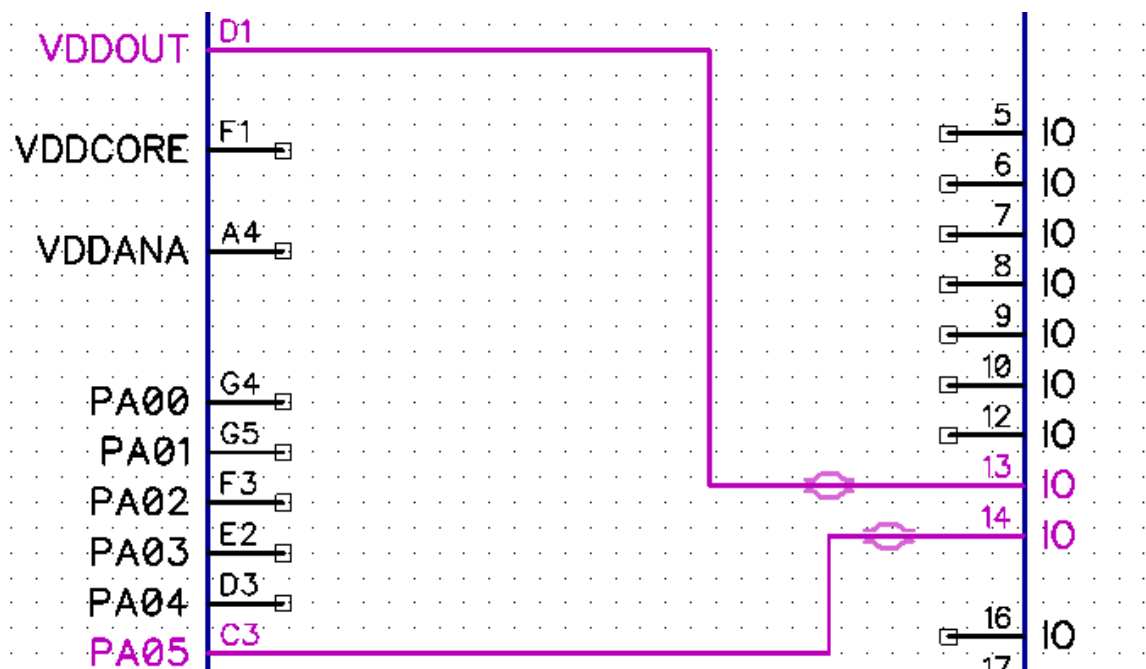 VDDOUT D1
5 IO
VDDCORE F1
6 IO
7 IO
VDDANA A4
8 IO
9 IO
10 IO
PA00 G4
12 IO
PA01 G5
13 IO
PA02 F3
14 IO
PA03 E2
PA04 D3
16 IO
PA05 C3
17